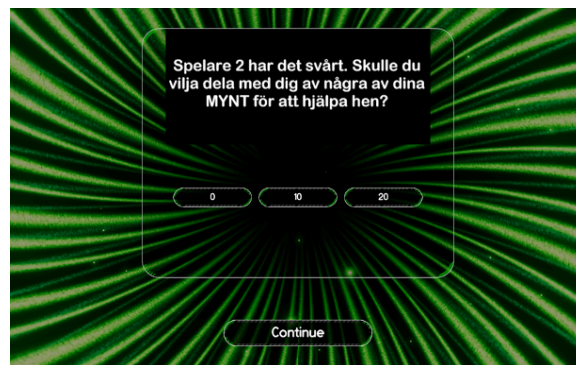 Spelare 2 har det svårt. Skulle du
vilja dela med dig av några av dina
MYNT för att hjälpa hen?
0 10 20
Continue